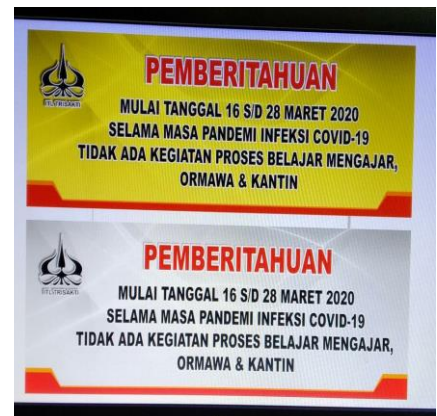 PEMBERITAHUAN
MULAI TANGGAL 16 S/D 28 MARET 2020
SELAMA MASA PANDEMI INFEKSI COVID-19
TIDAK ADA KEGIATAN PROSES BELAJAR MENGAJAR,
ORMAWA & KANTIN
PEMBERITAHUAN
MULAI TANGGAL 16 S/D 28 MARET 2020
SELAMA MASA PANDEMI INFEKSI COVID-19
TIDAK ADA KEGIATAN PROSES BELAJAR MENGAJAR,
ORMAWA & KANTIN